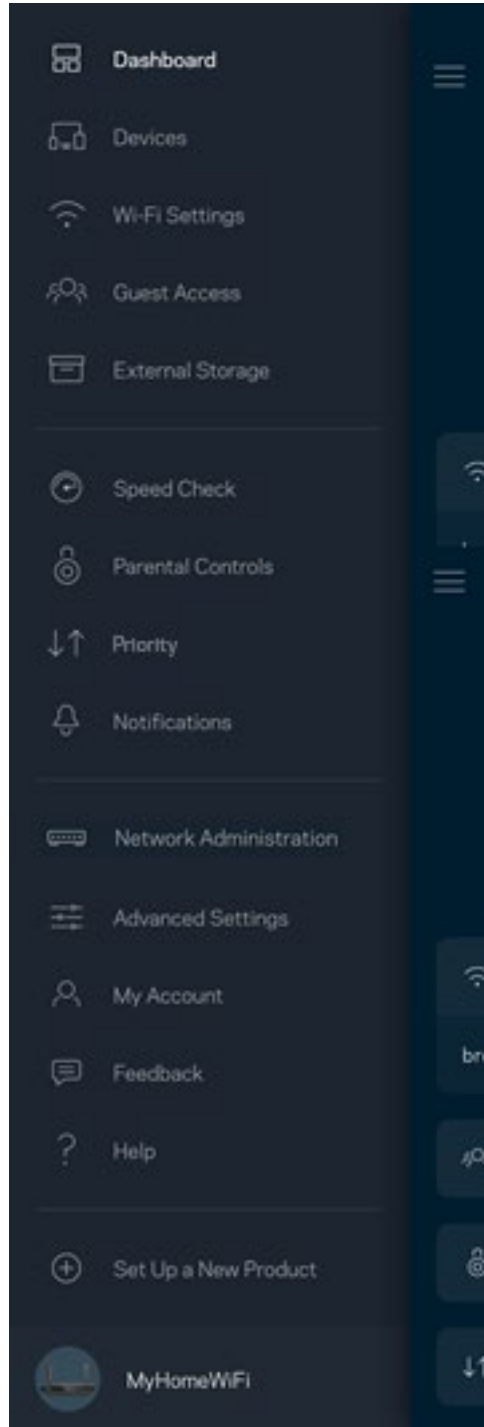 Dashboard
Devices
Wi-Fi Settings
Guest Access
External Storage
Speed Check
Parental Controls
Priority
Notifications
Network Administration
Advanced Settings
My Account
Feedback
Help
Set Up a New Product
MyHomeWiFi